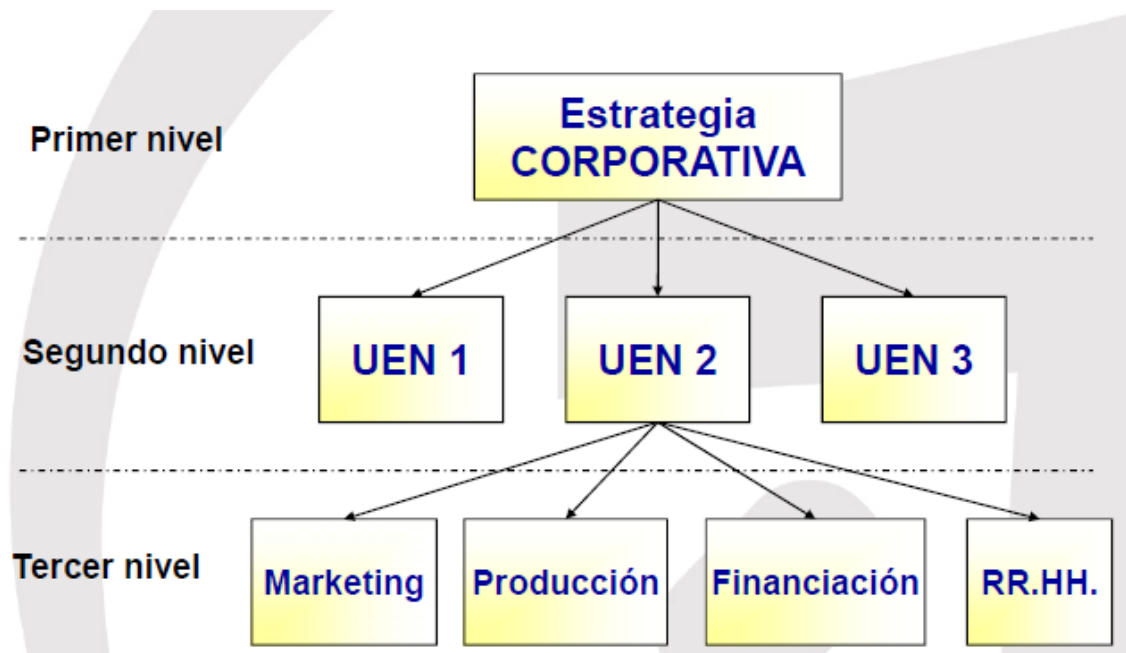 Primer nivel
Estrategia
CORPORATIVA
Segundo nivel
UEN 1
UEN 2
UEN 3
Tercer nivel
Marketing
Producción
Financiación
RR.HH.